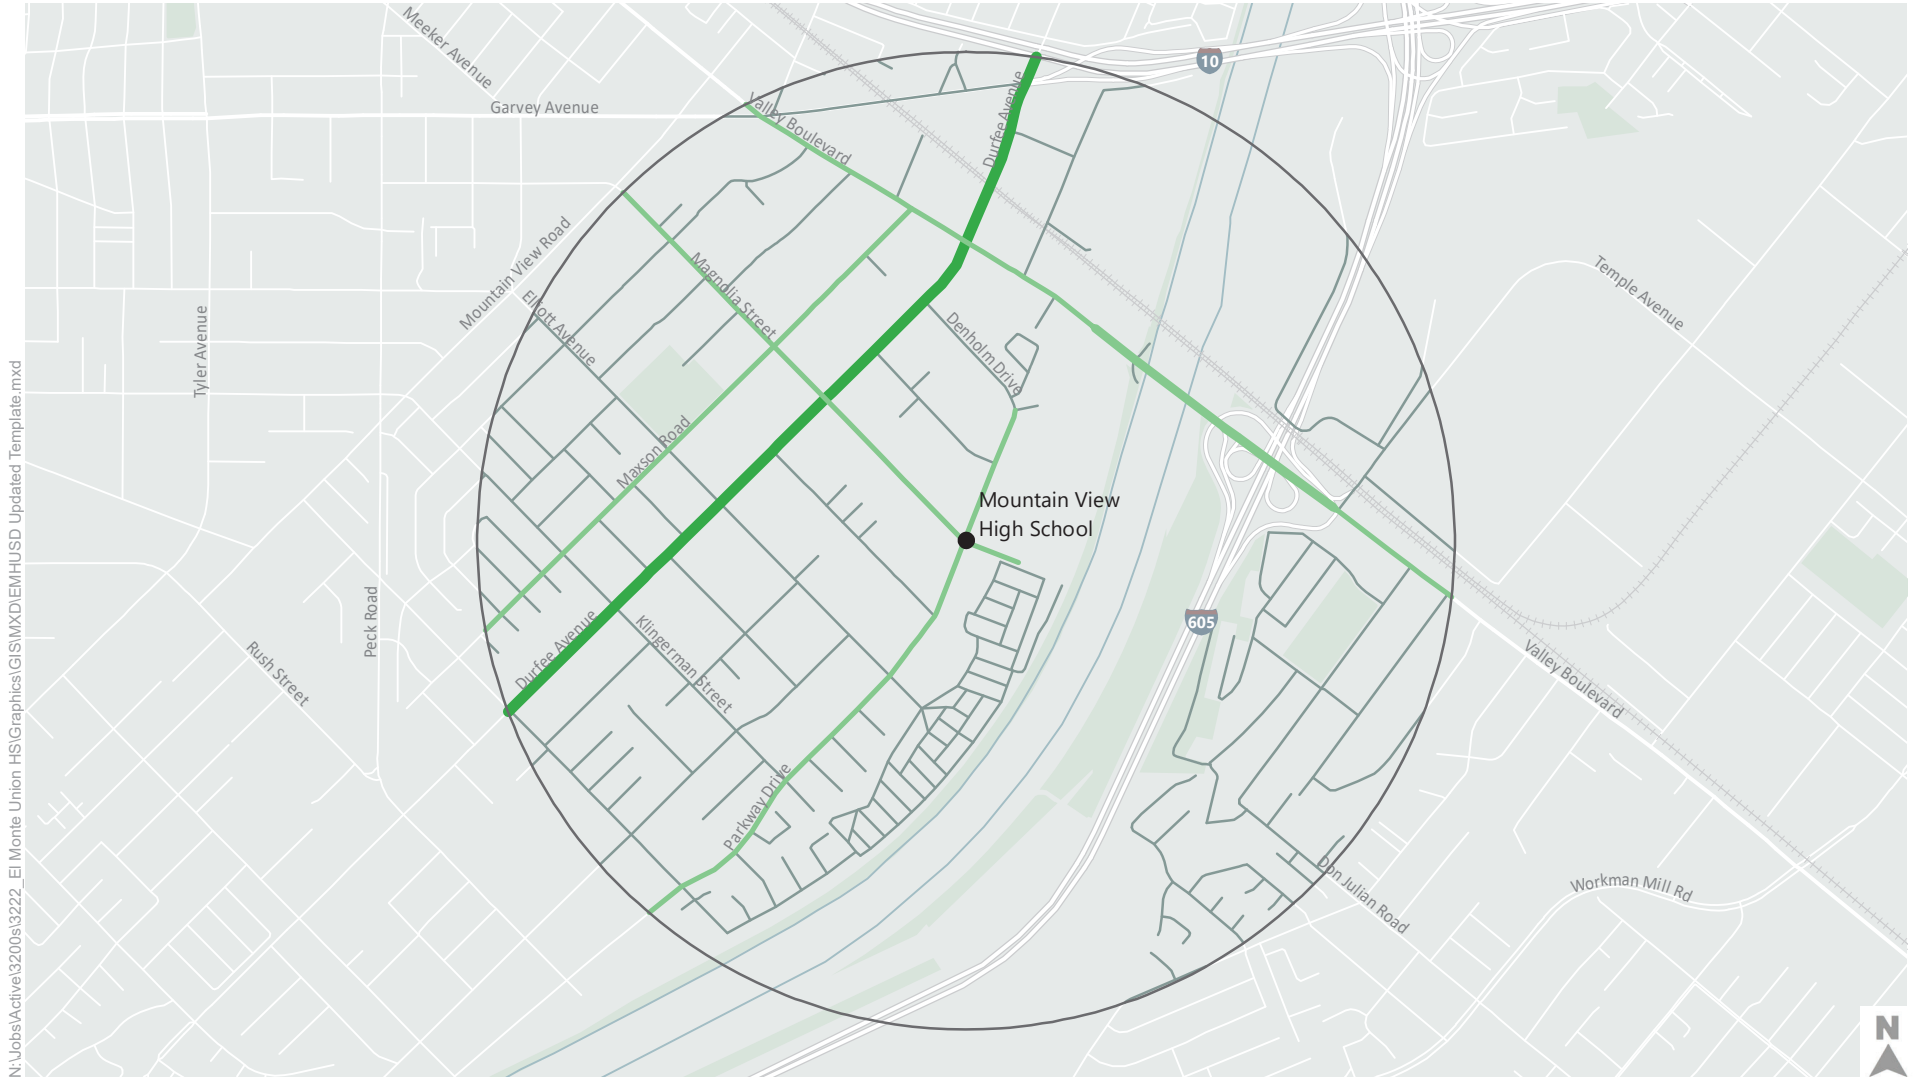 Meeker Avenue
Garvey Avenue
Valley Boulevard
Durfee Avenue
10
Mountain View Road
Elliott Avenue
Magnolia Street
Denholm Drive
Temple Avenue
Tyler Avenue
Maxson Road
Mountain View
High School
Peck Road
Rush Street
Durfee Avenue
Klingerman Street
605
Valley Boulevard
Parkway Drive
Don Julian Road
Workman Mill Rd
N
N:\Jobs\Active\3200s\3222_El Monte Union HS\Graphics\GIS\MXD\EMHUSD Updated Template.mxd